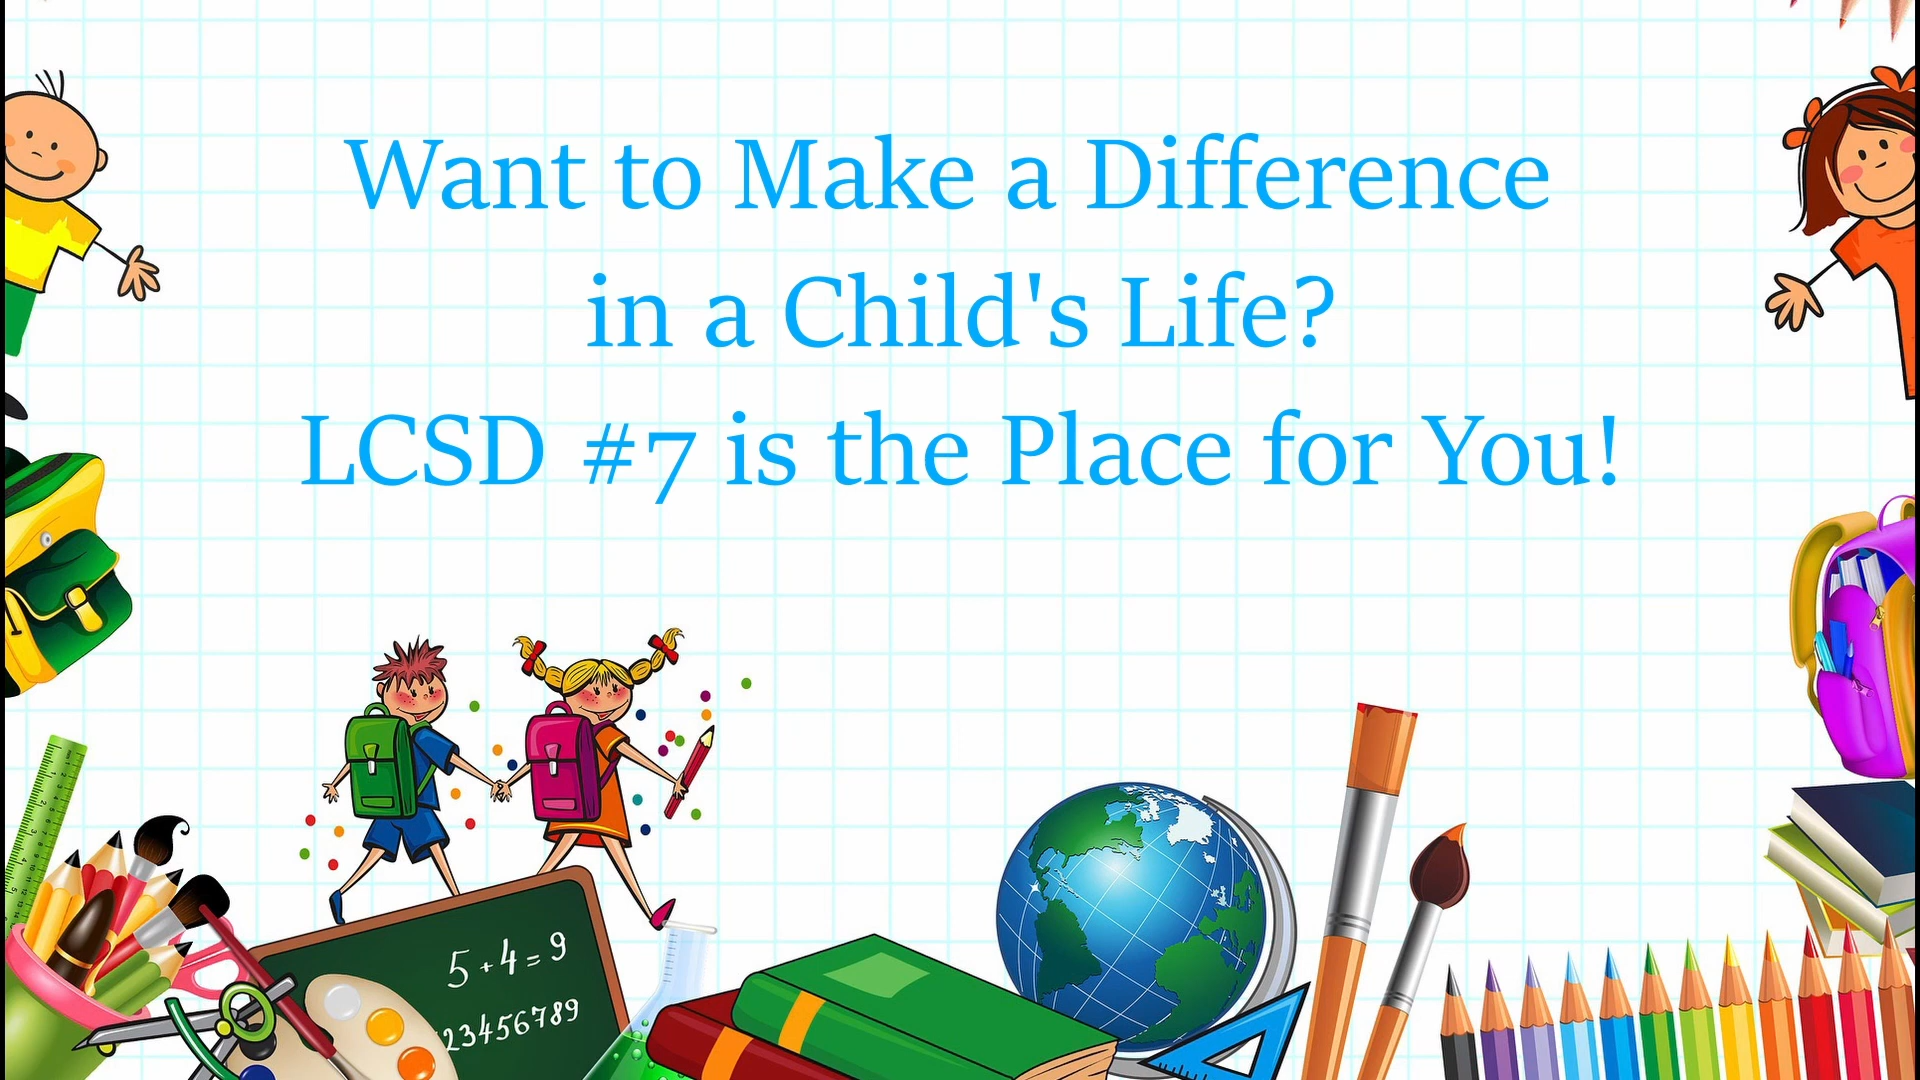 Want to Make a Difference
in a Child's Life?
LCSD #7 is the Place for You!
5+4=9
23456789